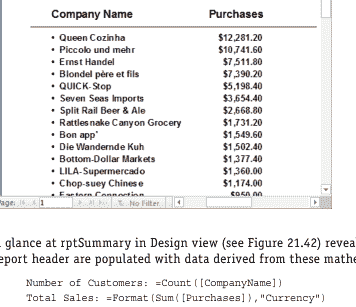 Company Name Purchases
• Queen Cozinha $12,281.20
• Piccolo und mehr $10,741.60
• Ernst Handel $7,511.80
• Blondel père et fils $7,390.20
• QUICK-Stop $5,198.40
• Seven Seas Imports $3,654.40
• Split Rail Beer & Ale $2,668.80
• Rattlesnake Canyon Grocery $1,731.20
• Bon app' $1,549.60
• Die Wandernde Kuh $1,502.40
• Bottom-Dollar Markets $1,377.40
• LILA-Supermercado $1,360.00
• Chop-suey Chinese $1,174.00
• Eastern Connection $950.00
Page: 1 No Filter
glance at rptSummary in Design view (see Figure 21.42) revea
eport header are populated with data derived from these mathe
Number of Customers: =Count([CompanyName])
Total Sales: =Format(Sum([Purchases]),"Currency")